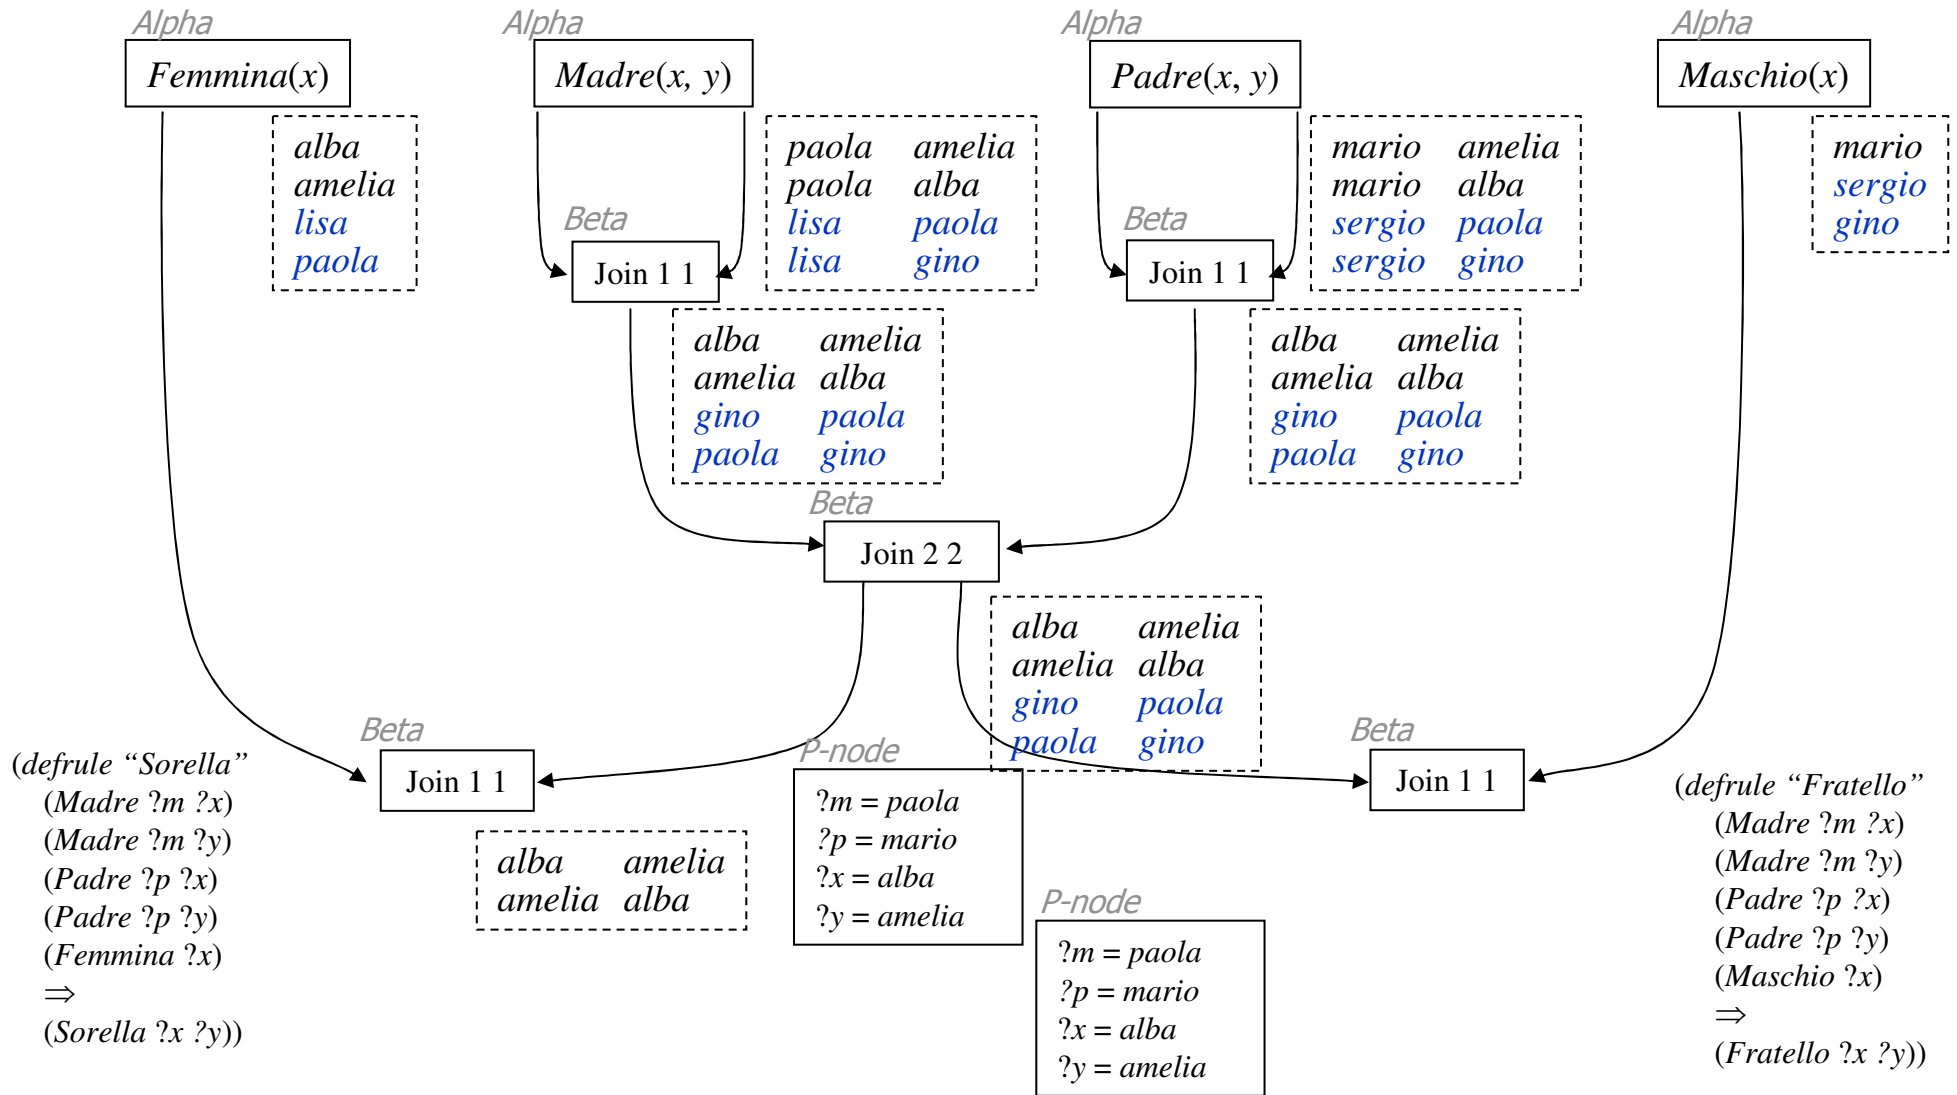 Alpha
Femmina(x)
alba
amelia
lisa
paola
Alpha
Madre(x, y)
paola amelia
paola alba
lisa paola
lisa gino
Alpha
Padre(x, y)
mario amelia
mario alba
sergio paola
sergio gino
Alpha
Maschio(x)
mario
sergio
gino
Beta
Join 1 1
alba amelia
amelia alba
gino paola
paola gino
Beta
Join 1 1
alba amelia
amelia alba
gino paola
paola gino
Beta
Join 2 2
alba amelia
amelia alba
gino paola
paola gino
(defrule “Sorella”
(Madre ?m ?x)
(Madre ?m ?y)
(Padre ?p ?x)
(Padre ?p ?y)
(Femmina ?x)
⇒
(Sorella ?x ?y))
Beta
Join 1 1
alba amelia
amelia alba
P-node
?m = paola
?p = mario
?x = alba
?y = amelia
P-node
?m = paola
?p = mario
?x = alba
?y = amelia
Beta
Join 1 1
(defrule “Fratello”
(Madre ?m ?x)
(Madre ?m ?y)
(Padre ?p ?x)
(Padre ?p ?y)
(Maschio ?x)
⇒
(Fratello ?x ?y))